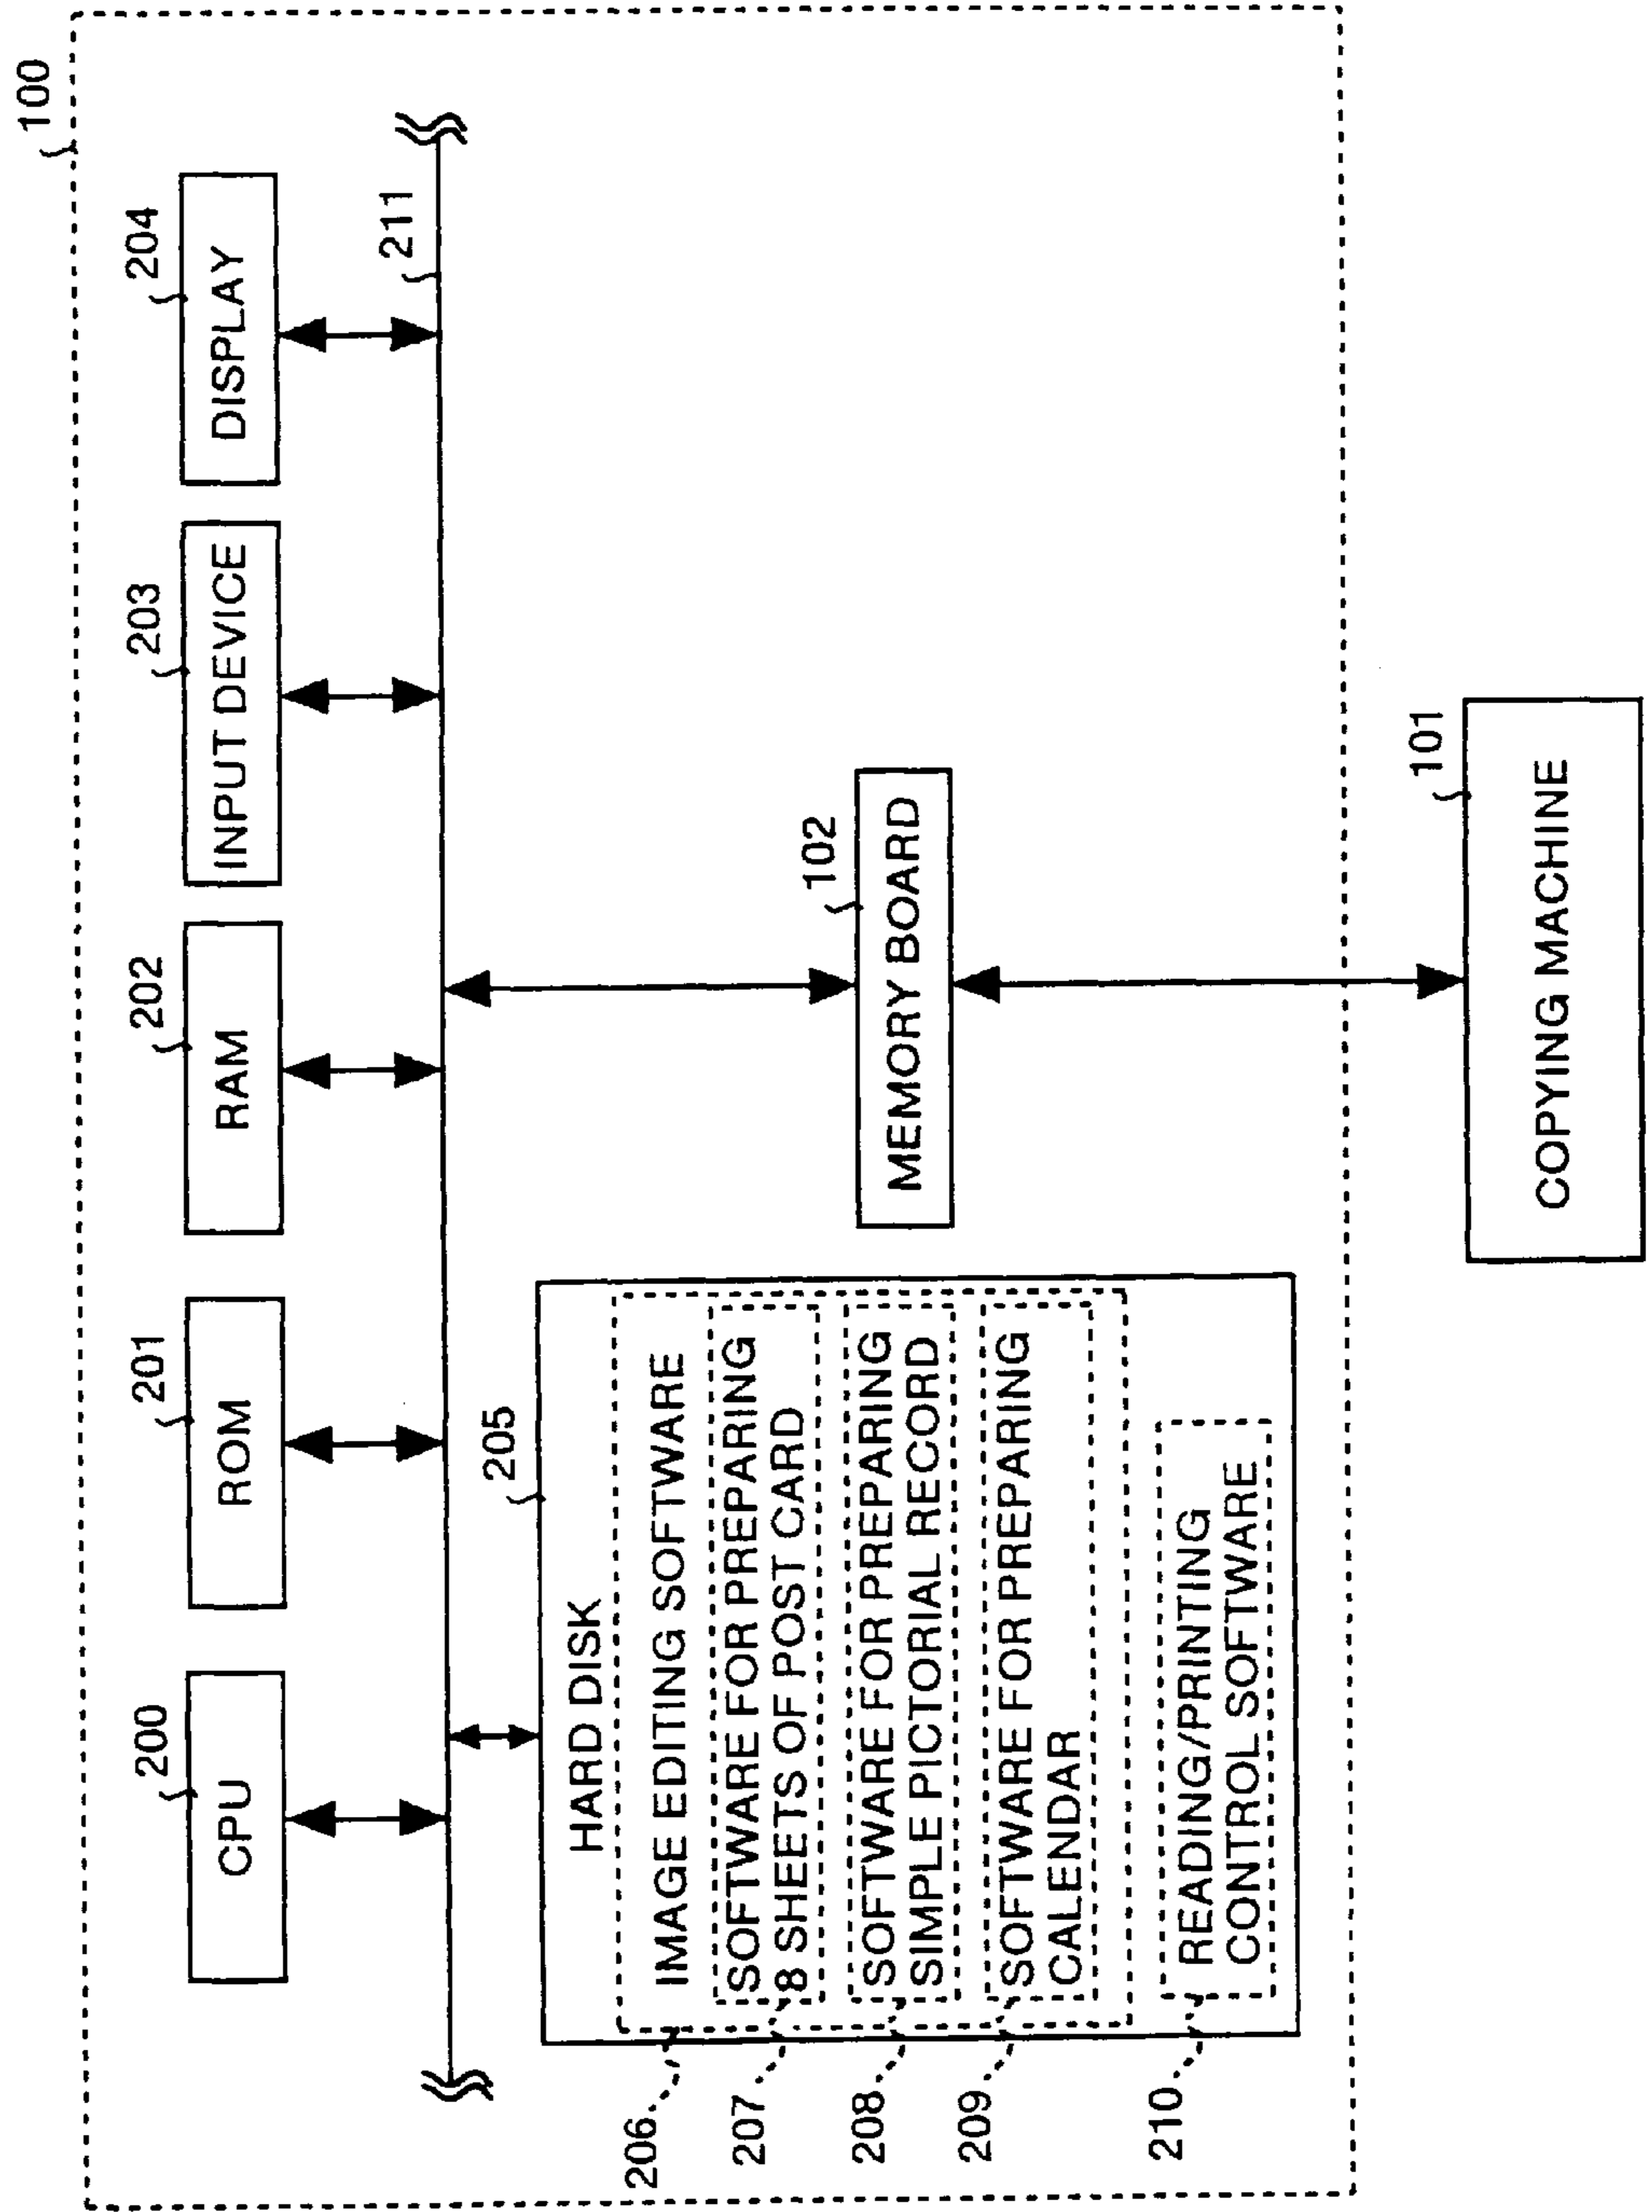 100
200
201
202
203
204
CPU
ROM
RAM
INPUT DEVICE
DISPLAY
211
205
HARD DISK
206
IMAGE EDITING SOFTWARE
207
SOFTWARE FOR PREPARING
8 SHEETS OF POST CARD
208
SOFTWARE FOR PREPARING
SIMPLE PICTORIAL RECORD
209
SOFTWARE FOR PREPARING
CALENDAR
210
READING/PRINTING
CONTROL SOFTWARE
102
MEMORY BOARD
101
COPYING MACHINE